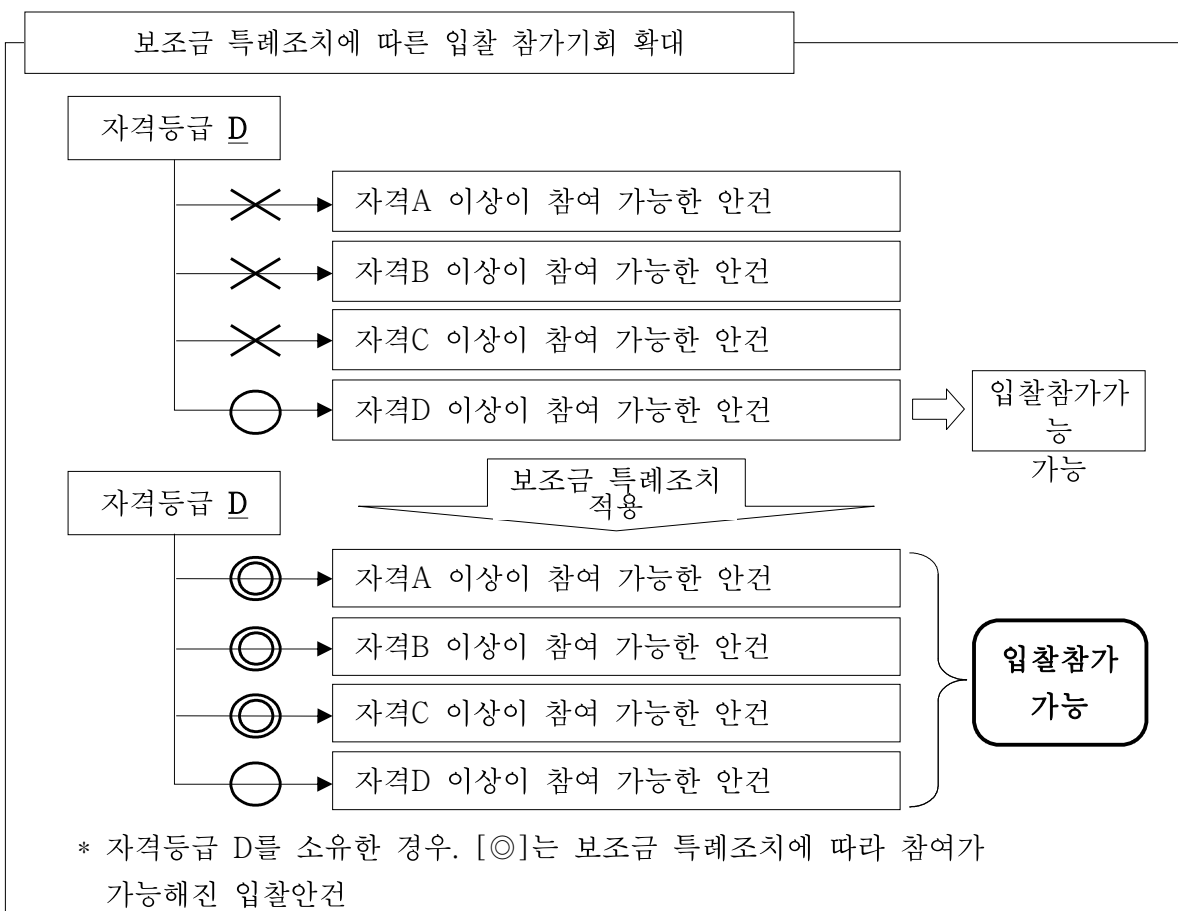 보조금 특례조치에 따른 입찰 참가기회 확대
자격등급 D
자격A 이상이 참여 가능한 안건
자격B 이상이 참여 가능한 안건
자격C 이상이 참여 가능한 안건
자격D 이상이 참여 가능한 안건
입찰참가가
능
가능
보조금 특례조치
적용
자격등급 D
자격A 이상이 참여 가능한 안건
자격B 이상이 참여 가능한 안건
자격C 이상이 참여 가능한 안건
자격D 이상이 참여 가능한 안건
입찰참가
가능
* 자격등급 D를 소유한 경우. [◎]는 보조금 특례조치에 따라 참여가
가능해진 입찰안건